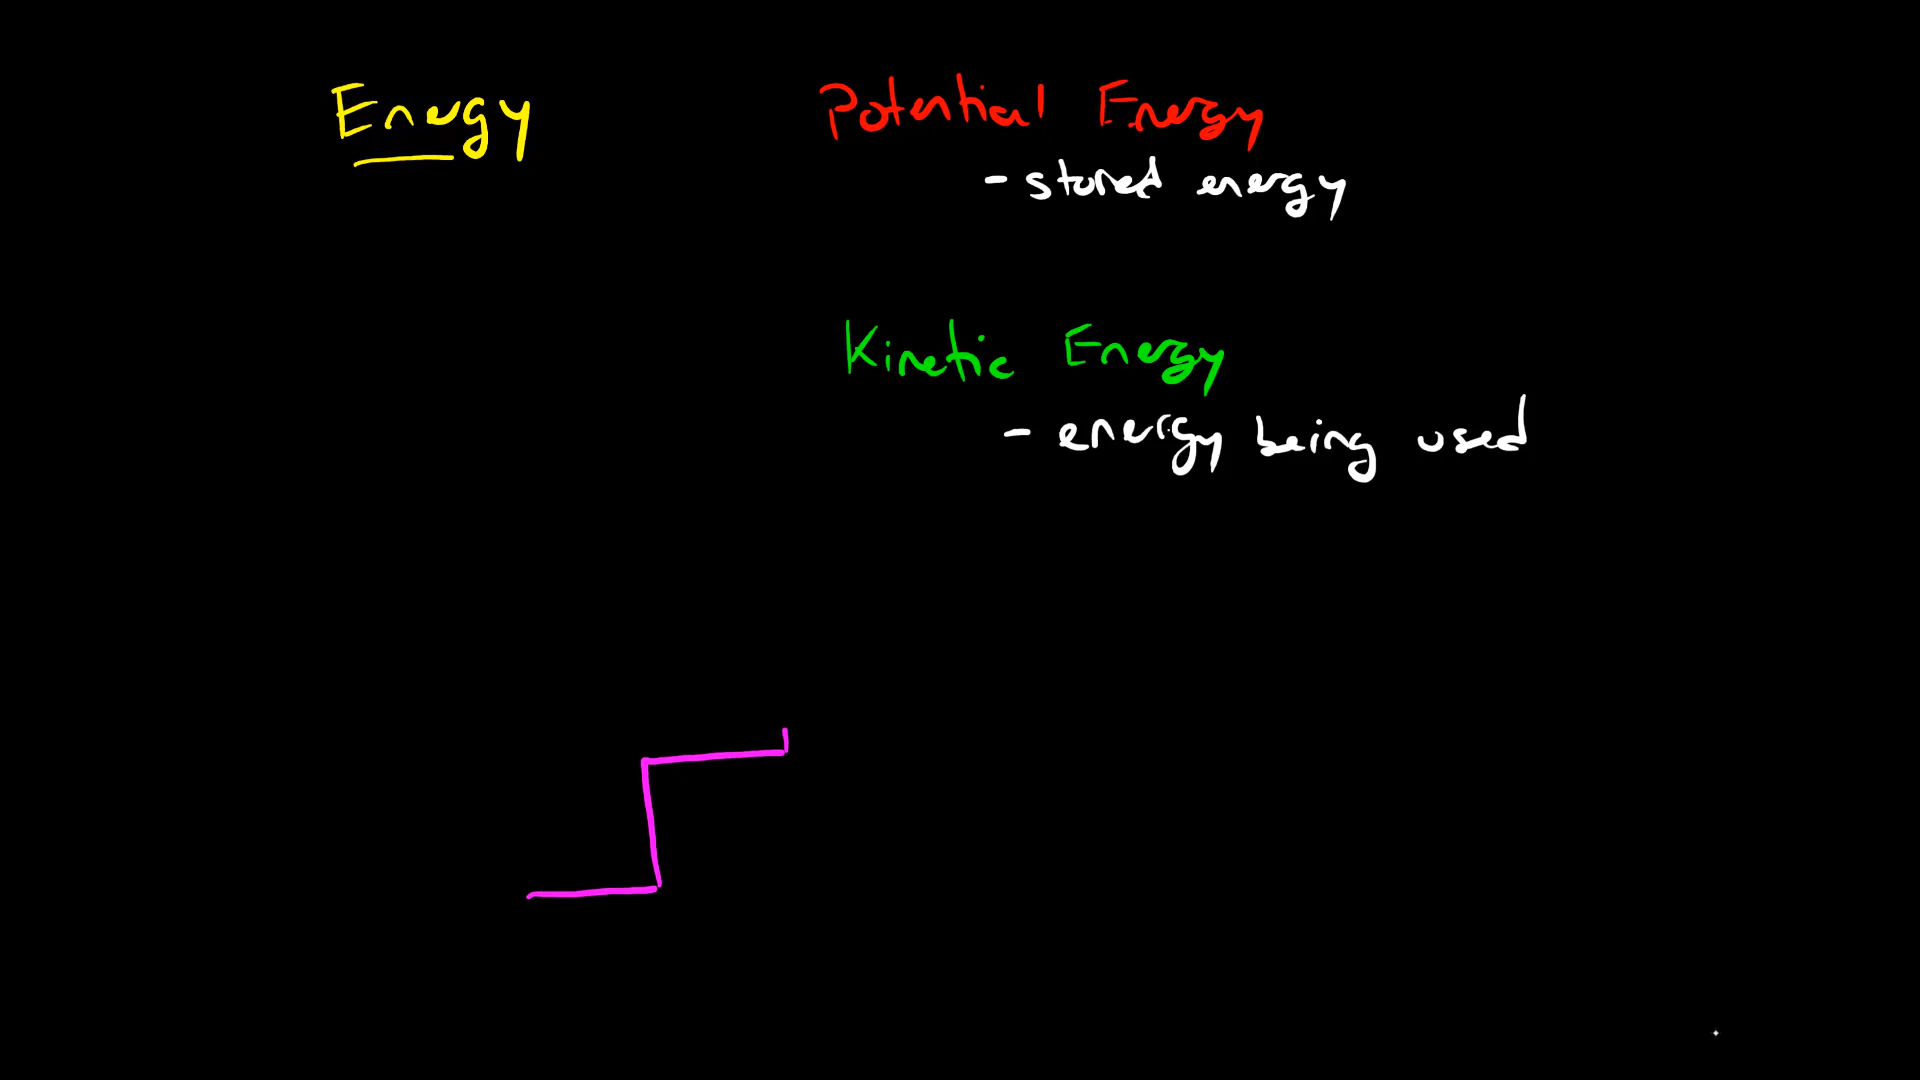 Energy
Potential Energy
- stored energy
Kinetic Energy
- energy being used